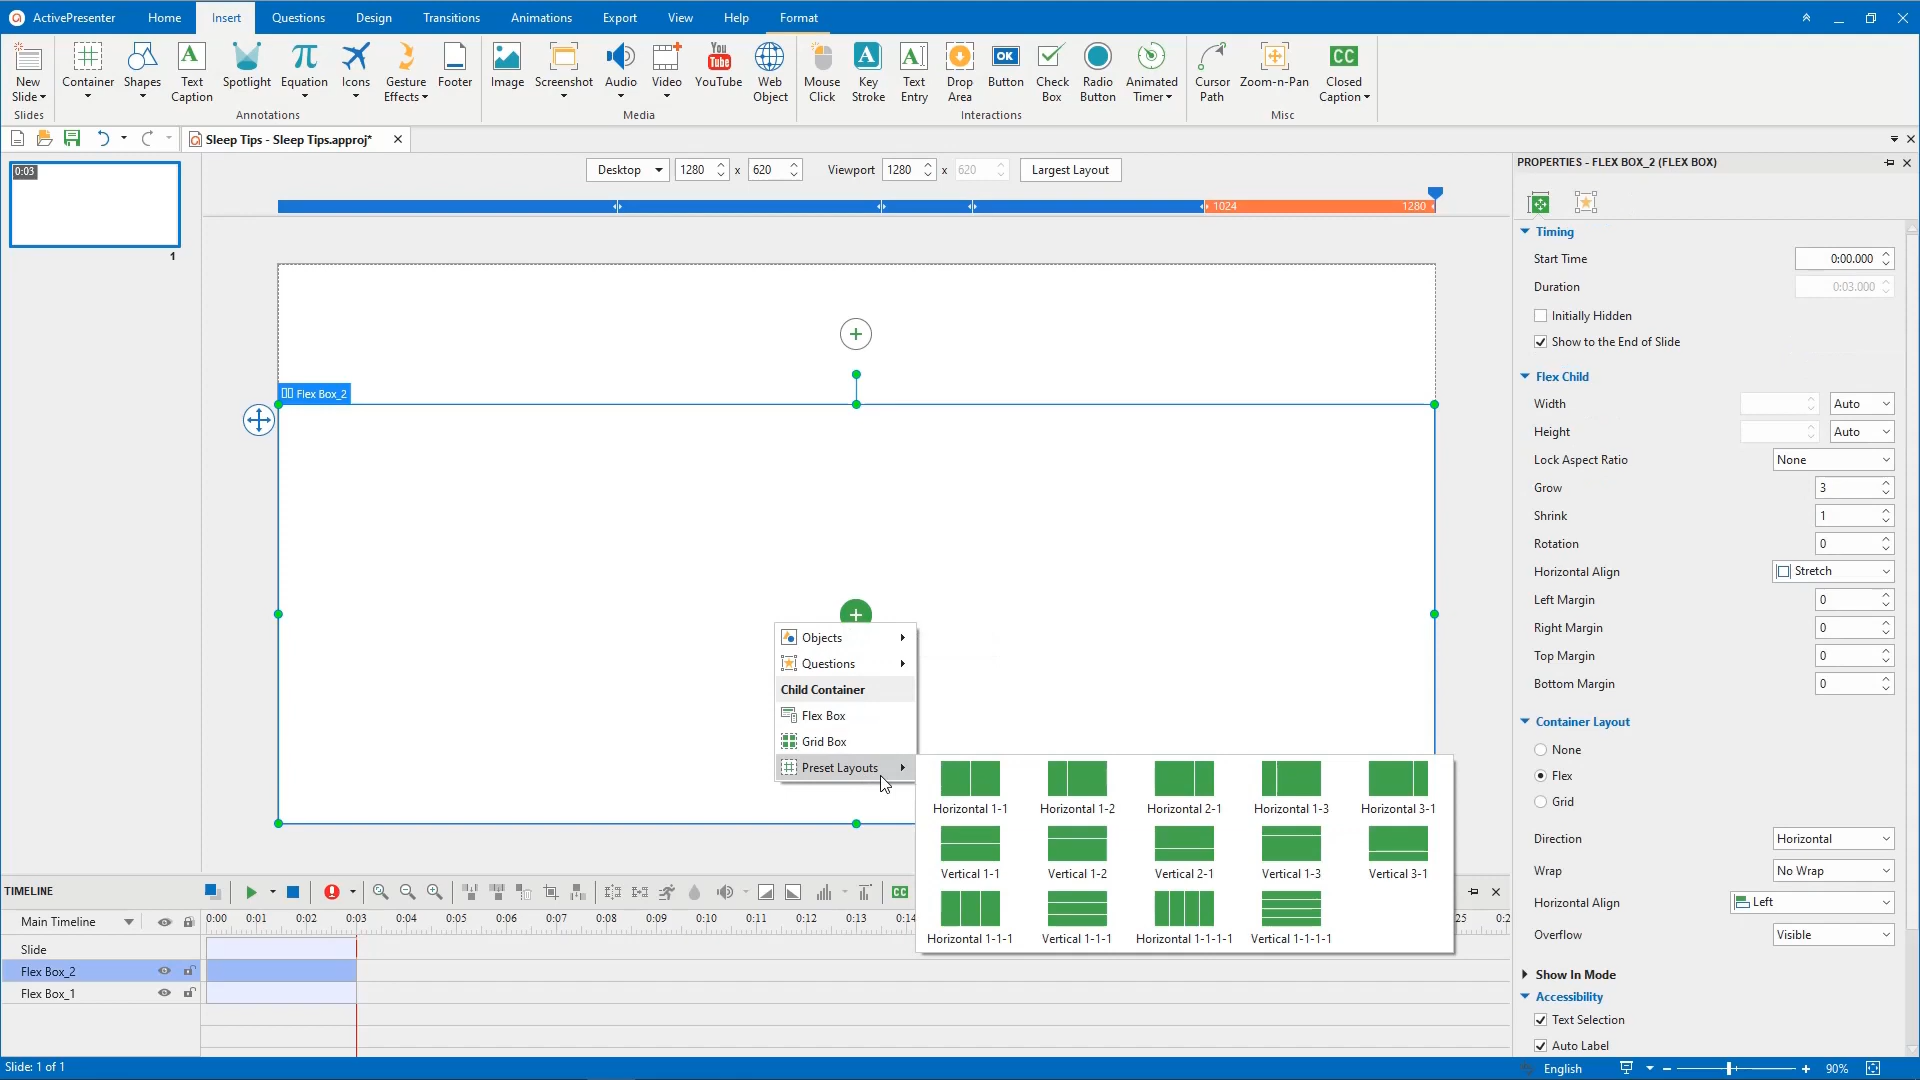 ActivePresenter Home Insert Questions Design Transitions Animations Export View Help Format
New Slide Container Shapes Text Caption Spotlight Equation Icons Gesture Effects Footer Image Screenshot Audio Video YouTube Web Object Mouse Click Key Stroke Text Entry Drop Area Button Check Box Radio Button Animated Timer Cursor Path Zoom-n-Pan Closed Caption
Slides Annotations Media Interactions Misc
Sleep Tips - Sleep Tips.approj*
PROPERTIES - FLEX BOX_2 (FLEX BOX)
0:03
1
Desktop 1280 x 620 Viewport 1280 x 620 Largest Layout
1024 1280
Flex Box_2
Objects
Questions
Child Container
Flex Box
Grid Box
Preset Layouts
Horizontal 1-1 Horizontal 1-2 Horizontal 2-1 Horizontal 1-3 Horizontal 3-1
Vertical 1-1 Vertical 1-2 Vertical 2-1 Vertical 1-3 Vertical 3-1
Horizontal 1-1-1 Vertical 1-1-1 Horizontal 1-1-1-1 Vertical 1-1-1-1
Timing
Start Time 0:00.000
Duration 0:03.000
Initially Hidden
Show to the End of Slide
Flex Child
Width Auto
Height Auto
Lock Aspect Ratio None
Grow 3
Shrink 1
Rotation 0
Horizontal Align Stretch
Left Margin 0
Right Margin 0
Top Margin 0
Bottom Margin 0
Container Layout
None
Flex
Grid
Direction Horizontal
Wrap No Wrap
Horizontal Align Left
Overflow Visible
Show In Mode
Accessibility
Text Selection
Auto Label
TIMELINE
Main Timeline 0:00 0:01 0:02 0:03 0:04 0:05 0:06 0:07 0:08 0:09 0:10 0:11 0:12 0:13 0:14
Slide
Flex Box_2
Flex Box_1
Slide: 1 of 1
English 90%